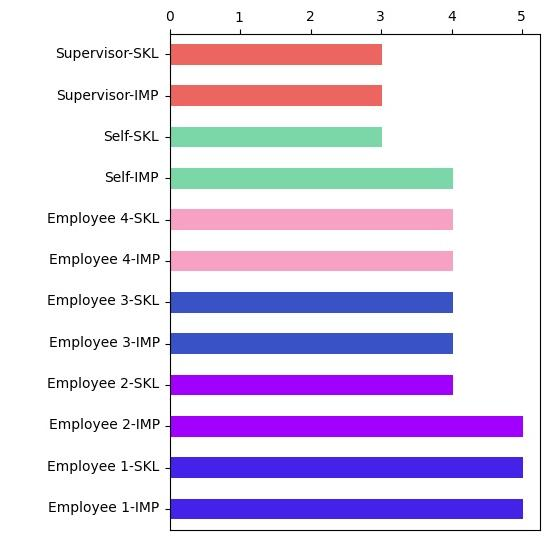 0 1 2 3 4 5
Supervisor-SKL
Supervisor-IMP
Self-SKL
Self-IMP
Employee 4-SKL
Employee 4-IMP
Employee 3-SKL
Employee 3-IMP
Employee 2-SKL
Employee 2-IMP
Employee 1-SKL
Employee 1-IMP